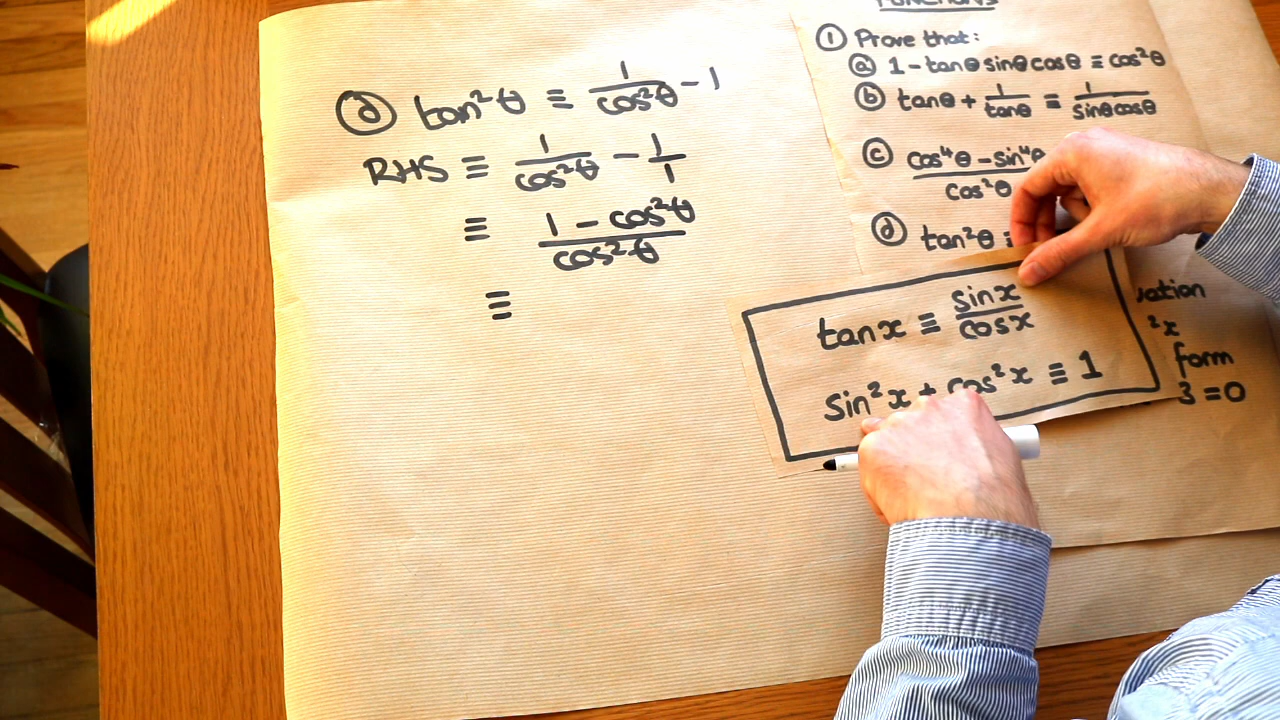 ⓓ tan²θ ≡ 1/cos²θ - 1
RHS ≡ 1/cos²θ - 1/1
≡ (1 - cos²θ)/cos²θ
≡
① Prove that:
ⓐ 1 - tanθ sinθ cosθ ≡ cos²θ
ⓑ tanθ + 1/tanθ ≡ 1/(sinθcosθ)
ⓒ (cos⁴θ - sin⁴θ)/cos²θ
ⓓ tan²θ ≡
tan x ≡ sin x/cos x
sin²x + cos²x ≡ 1
²x
form
3 = 0